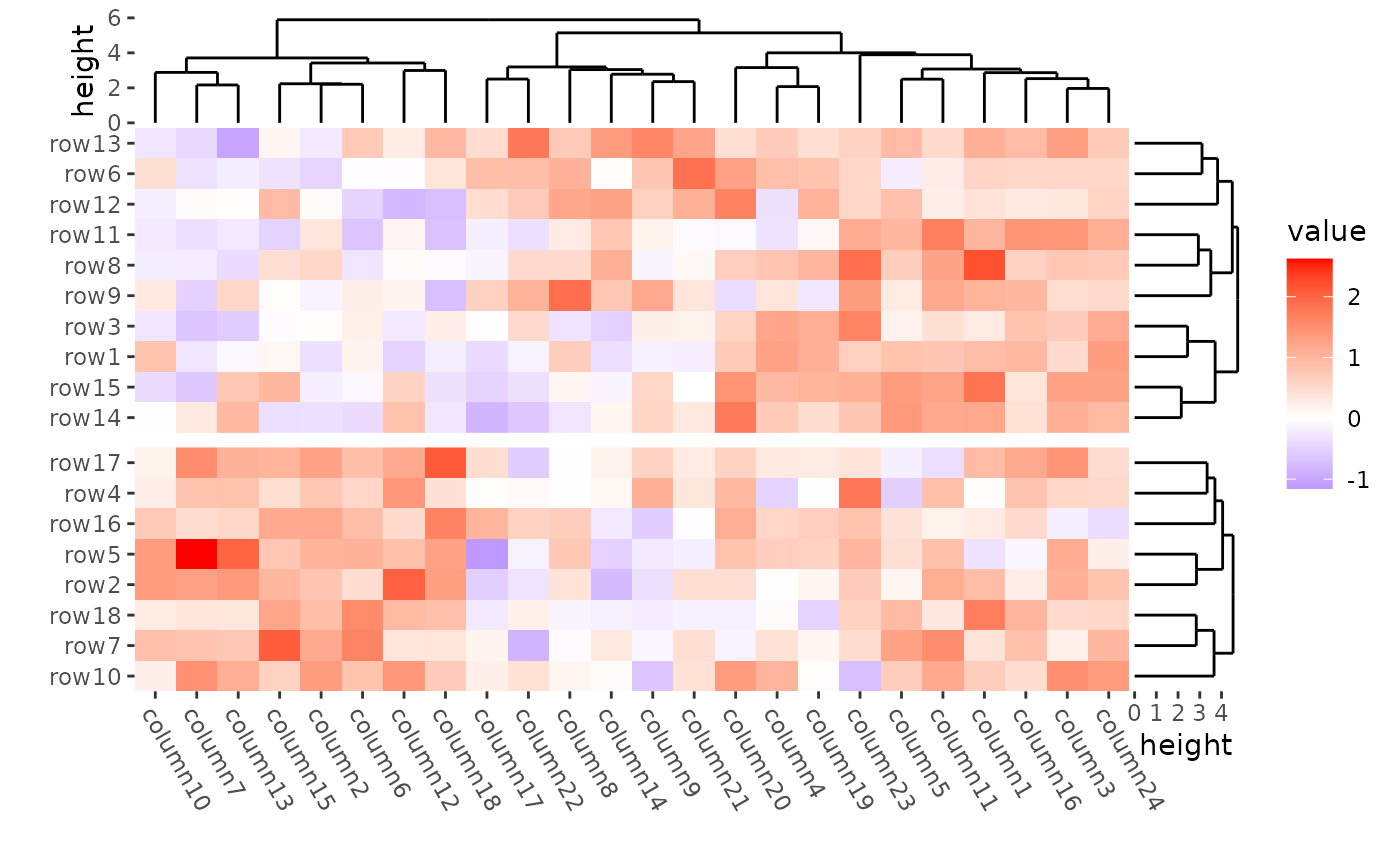 height
6
4
2
0
row13
row6
row12
row11
row8
row9
row3
row1
row15
row14
row17
row4
row16
row5
row2
row18
row7
row10
value
2
1
0
-1
column10
column7
column13
column15
column2
column6
column12
column18
column17
column22
column8
column14
column9
column21
column20
column4
column19
column23
column5
column11
column1
column16
column3
column24
0 1 2 3 4
height